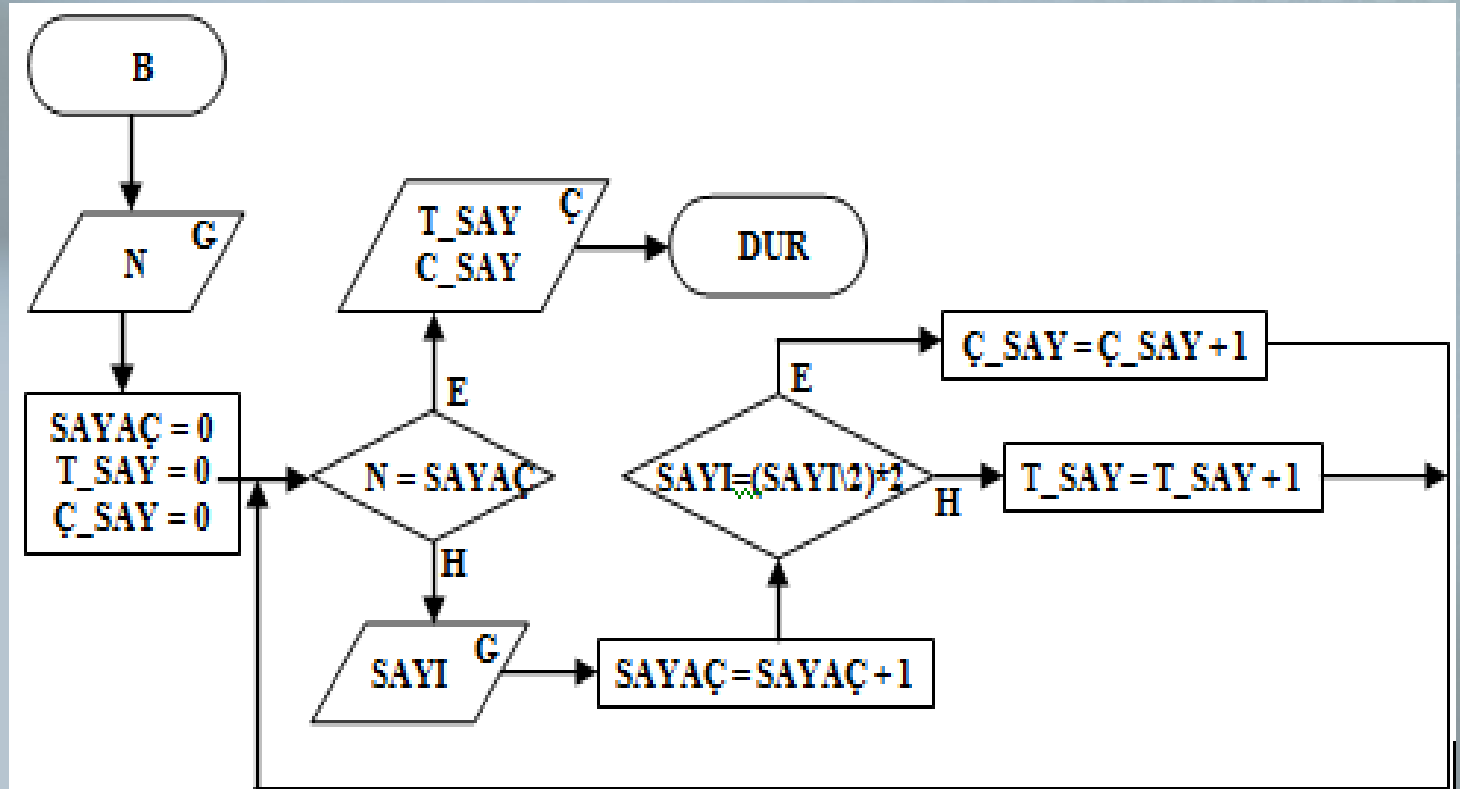 B
G
N
SAYAÇ = 0
T_SAY = 0
Ç_SAY = 0
N = SAYAÇ
E
T_SAY
C_SAY
Ç
DUR
H
SAYI
G
SAYAÇ = SAYAÇ + 1
SAYI=(SAYI\2)*2
E
Ç_SAY = Ç_SAY + 1
H
T_SAY = T_SAY + 1